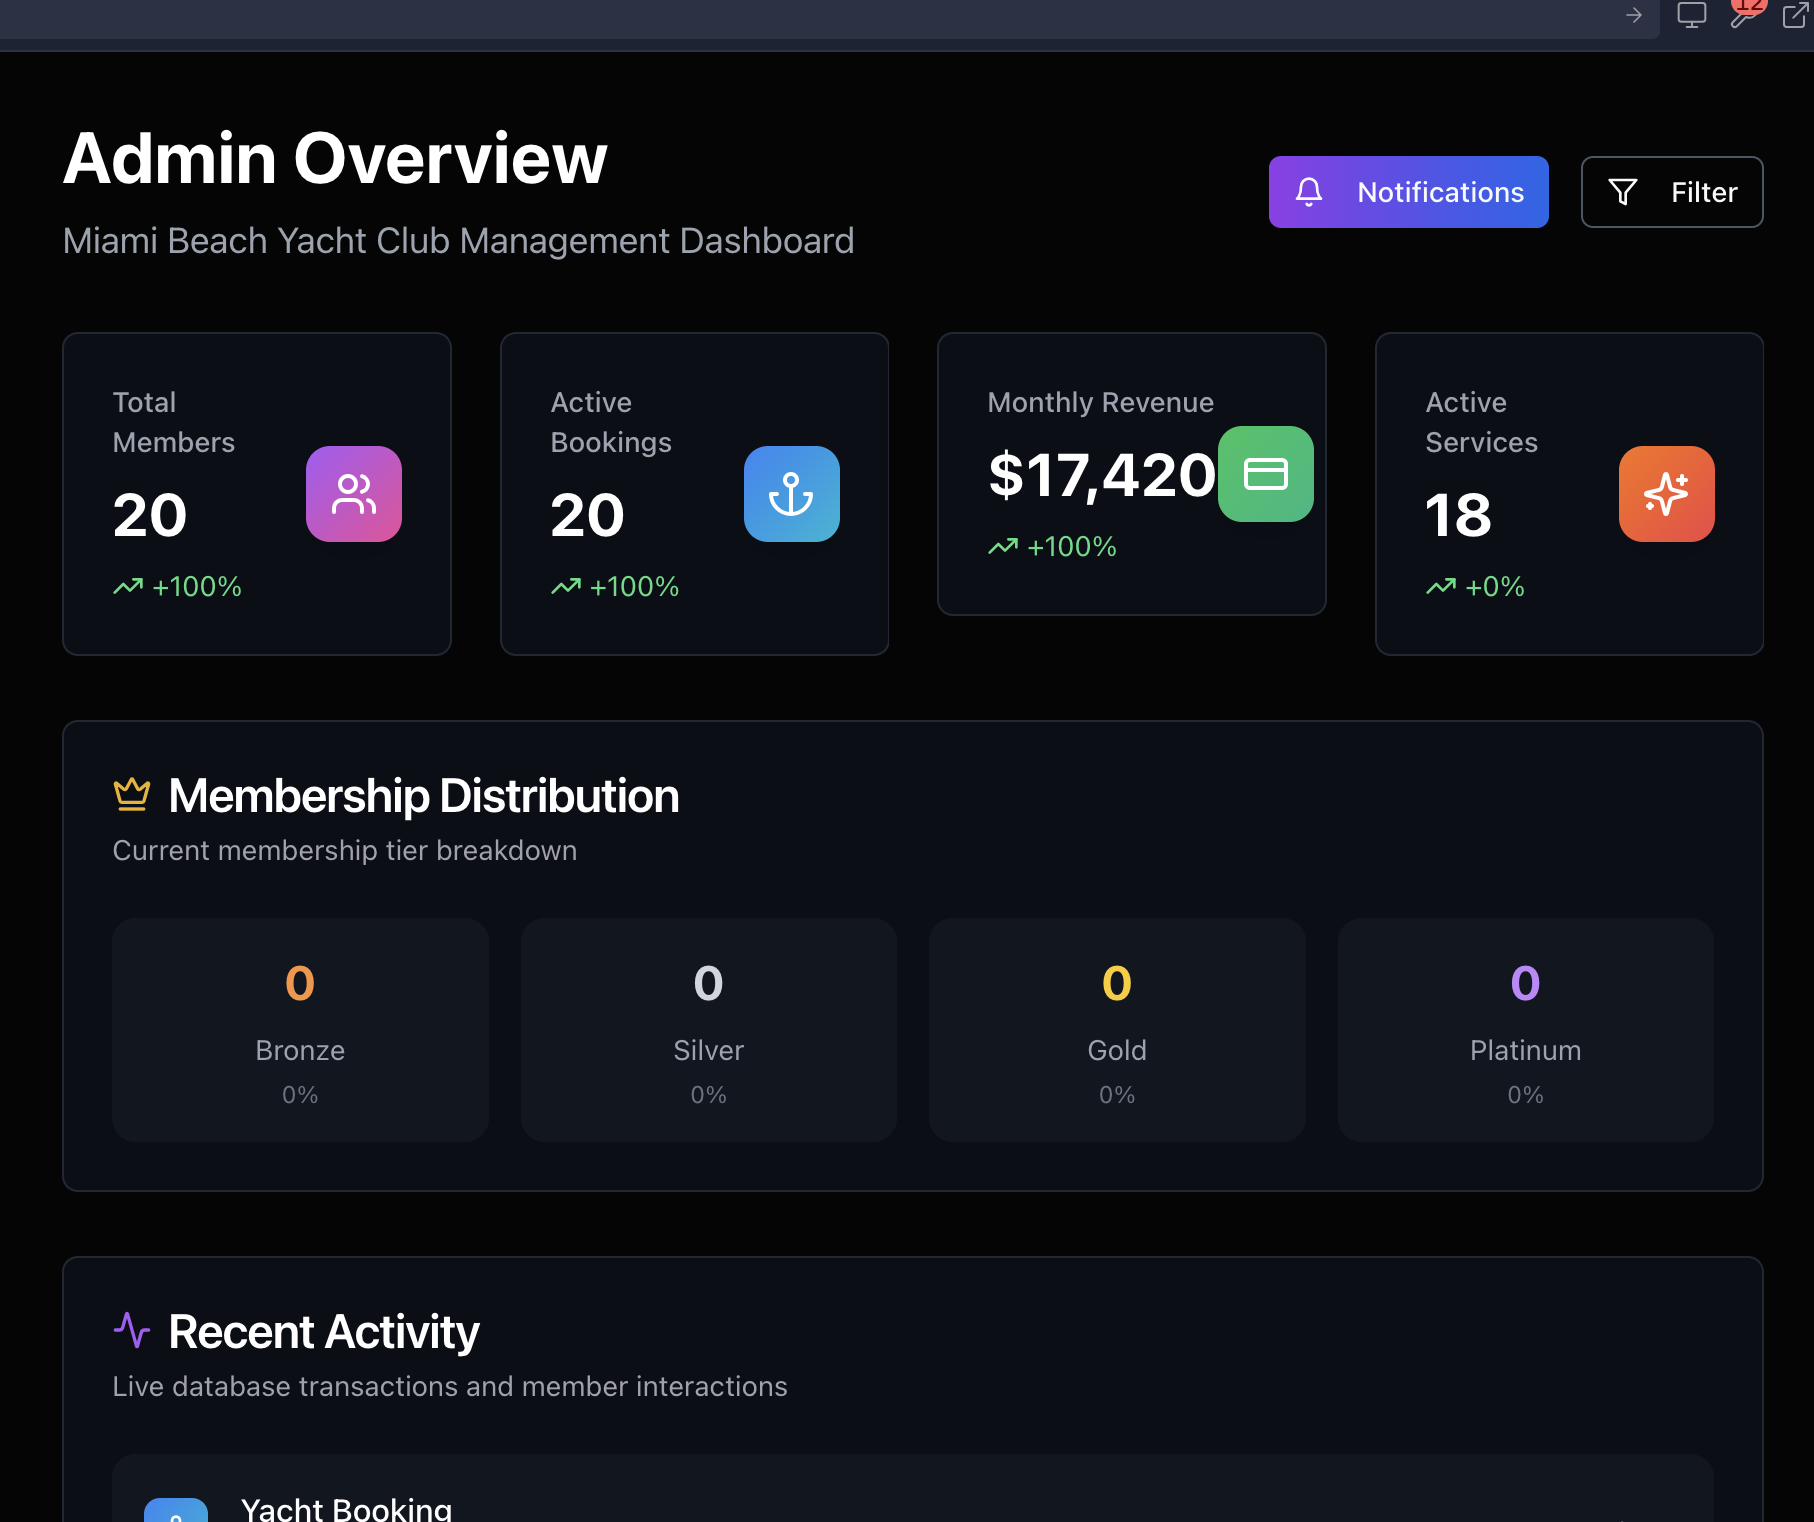 12
Admin Overview
Miami Beach Yacht Club Management Dashboard
Notifications
Filter
Total
Members
20
+100%
Active
Bookings
20
+100%
Monthly Revenue
$17,420
+100%
Active
Services
18
+0%
Membership Distribution
Current membership tier breakdown
0
Bronze
0%
0
Silver
0%
0
Gold
0%
0
Platinum
0%
Recent Activity
Live database transactions and member interactions
Yacht Booking